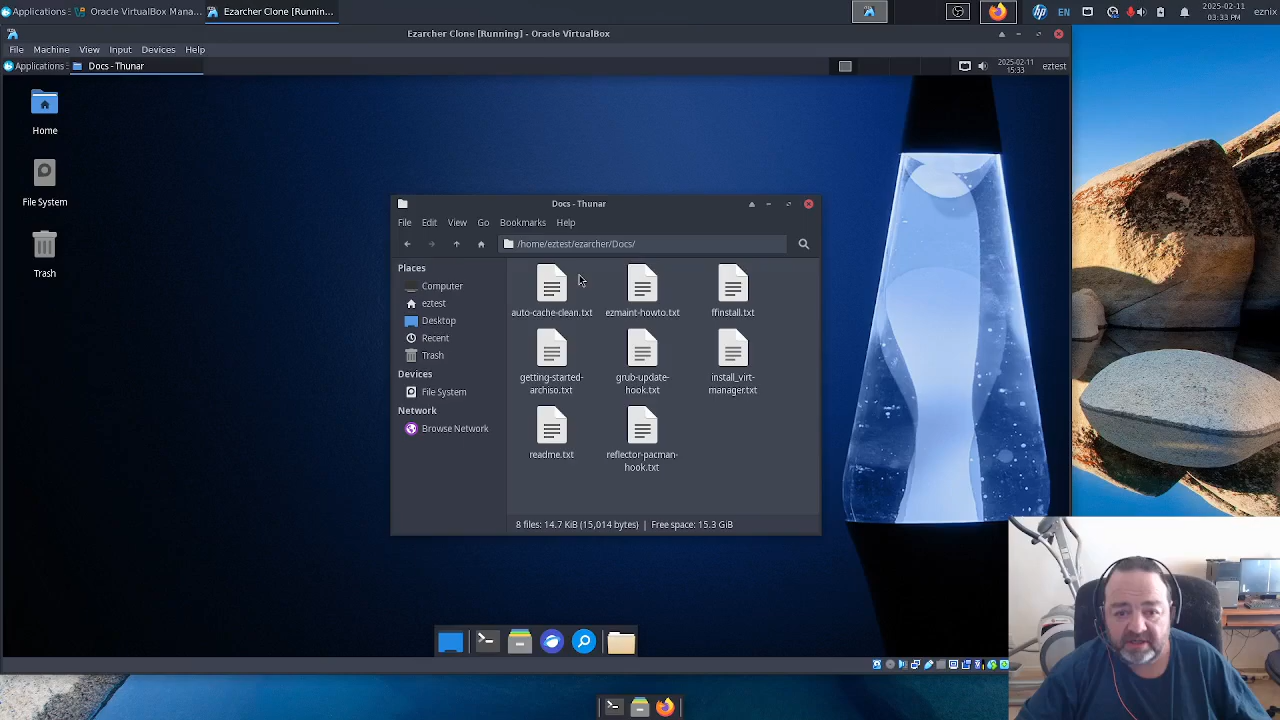 Applications
Oracle VirtualBox Mana...
Ezarcher Clone [Runnin...
EN
2025-02-11
03:33 PM
eznix
Ezarcher Clone [Running] - Oracle VirtualBox
File Machine View Input Devices Help
Applications
Docs - Thunar
2025-02-11
15:33
eztest
Home
File System
Trash
Docs - Thunar
File Edit View Go Bookmarks Help
/home/eztest/ezarcher/Docs/
Places
Computer
eztest
Desktop
Recent
Trash
Devices
File System
Network
Browse Network
auto-cache-clean.txt
ezmaint-howto.txt
ffinstall.txt
getting-started-
archiso.txt
grub-update-
hook.txt
install_virt-
manager.txt
readme.txt
reflector-pacman-
hook.txt
8 files: 14.7 KiB (15,014 bytes) | Free space: 15.3 GiB